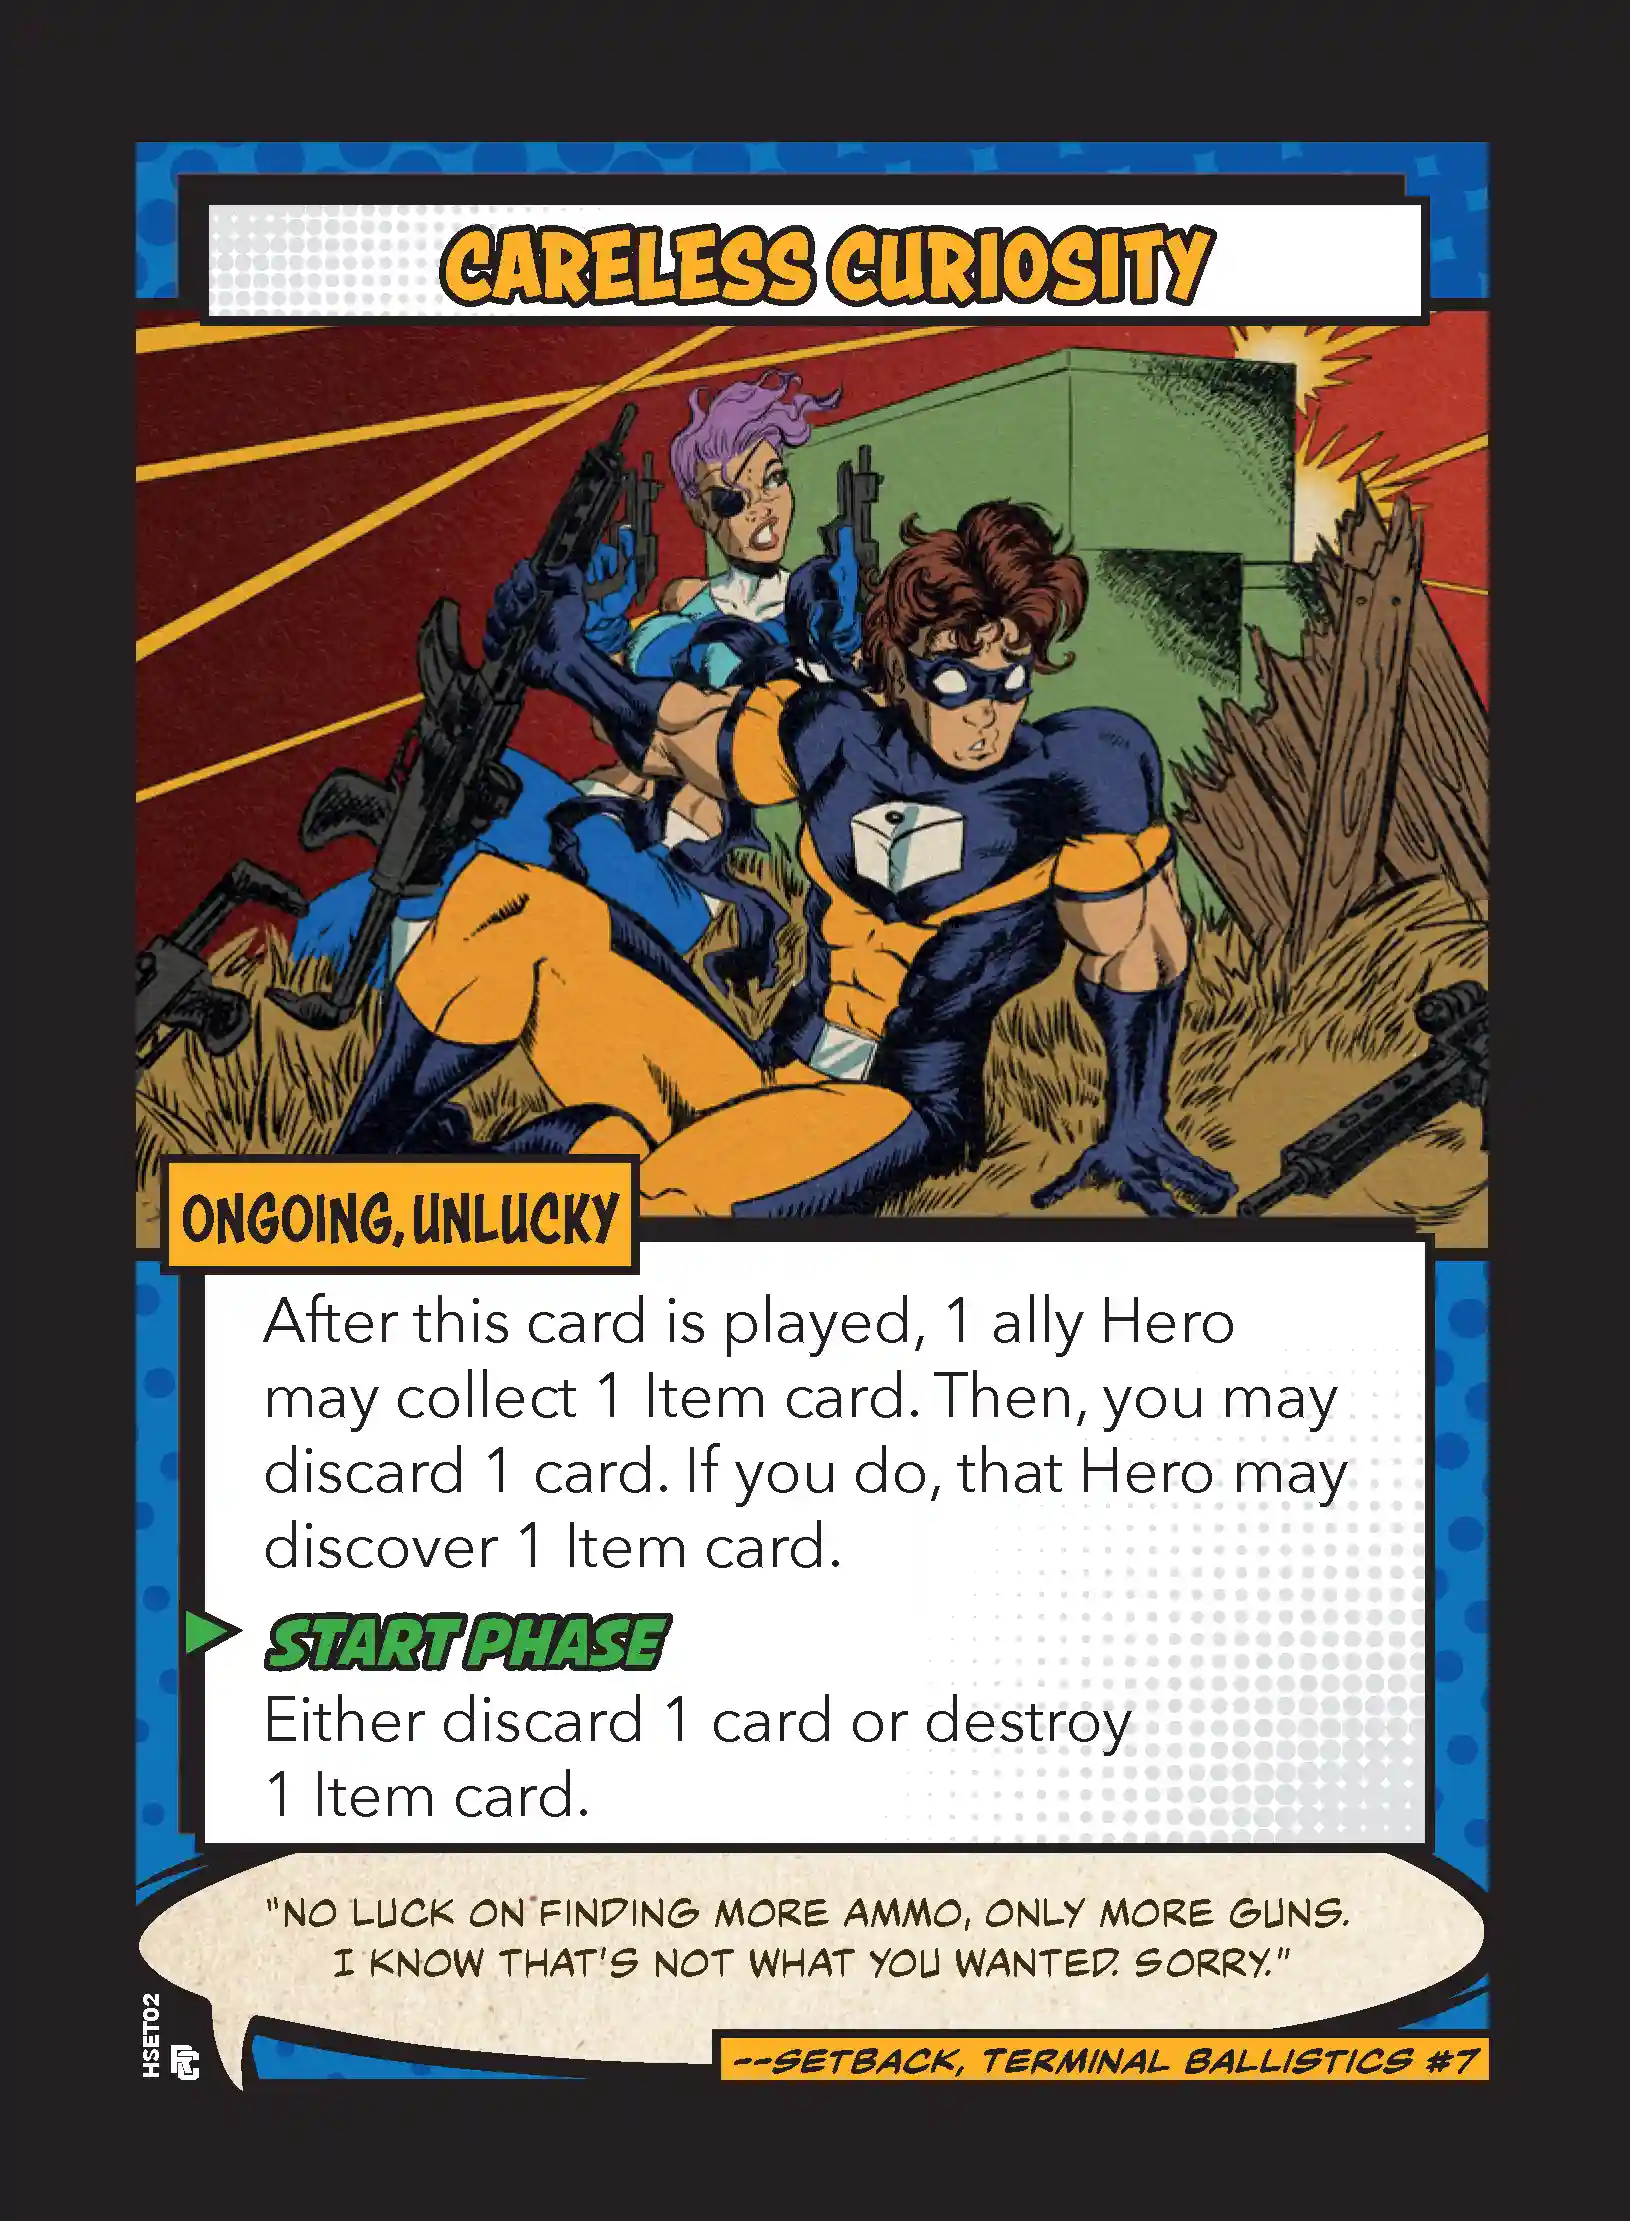 CARELESS CURIOSITY
ONGOING, UNLUCKY
After this card is played, 1 ally Hero
may collect 1 Item card. Then, you may
discard 1 card. If you do, that Hero may
discover 1 Item card.
START PHASE
Either discard 1 card or destroy
1 Item card.
"NO LUCK ON FINDING MORE AMMO, ONLY MORE GUNS.
I KNOW THAT'S NOT WHAT YOU WANTED. SORRY."
--SETBACK, TERMINAL BALLISTICS #7
HSET02